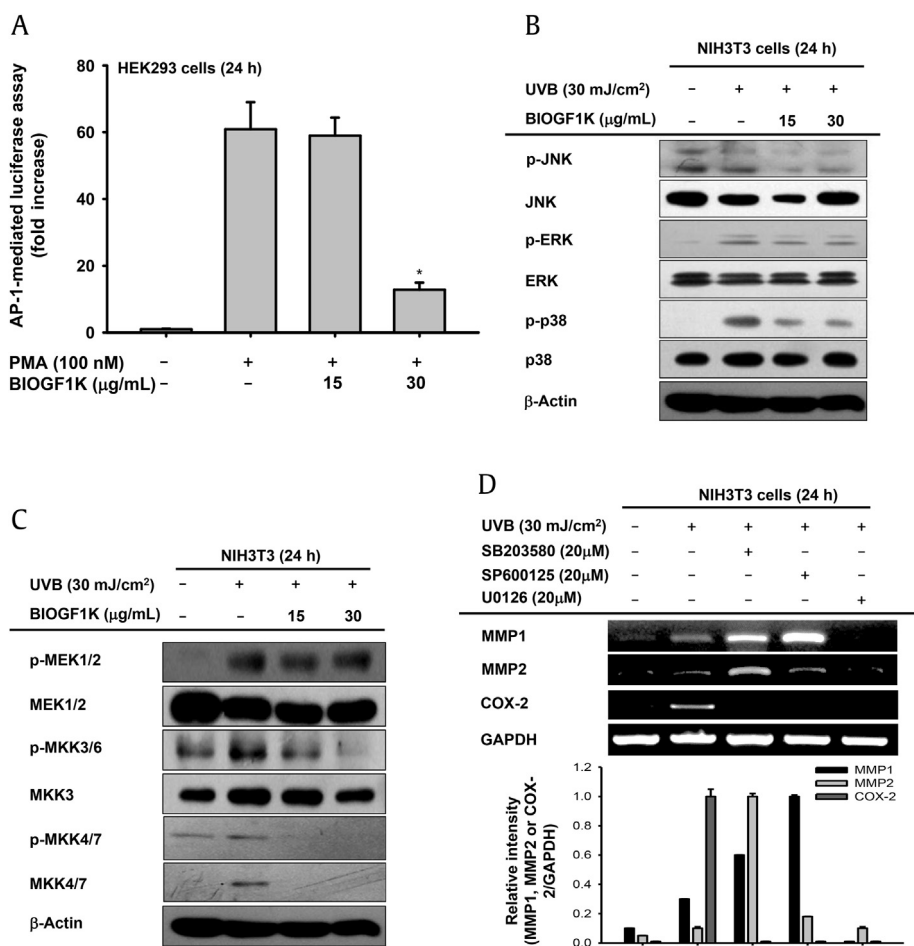 A
HEK293 cells (24 h)
AP-1-mediated luciferase assay
(fold increase)
80
60
40
20
0
*
PMA (100 nM) – + + +
BIOGF1K (μg/mL) – – 15 30
B
NIH3T3 cells (24 h)
UVB (30 mJ/cm²) – + + +
BIOGF1K (μg/mL) – – 15 30
p-JNK
JNK
p-ERK
ERK
p-p38
p38
β-Actin
C
NIH3T3 (24 h)
UVB (30 mJ/cm²) – + + +
BIOGF1K (μg/mL) – – 15 30
p-MEK1/2
MEK1/2
p-MKK3/6
MKK3
p-MKK4/7
MKK4/7
β-Actin
D
NIH3T3 cells (24 h)
UVB (30 mJ/cm²) – + + + +
SB203580 (20μM) – – + – –
SP600125 (20μM) – – – + –
U0126 (20μM) – – – – +
MMP1
MMP2
COX-2
GAPDH
Relative intensity
(MMP1, MMP2 or COX-
2/GAPDH)
1.2
1.0
0.8
0.6
0.4
0.2
0.0
MMP1
MMP2
COX-2